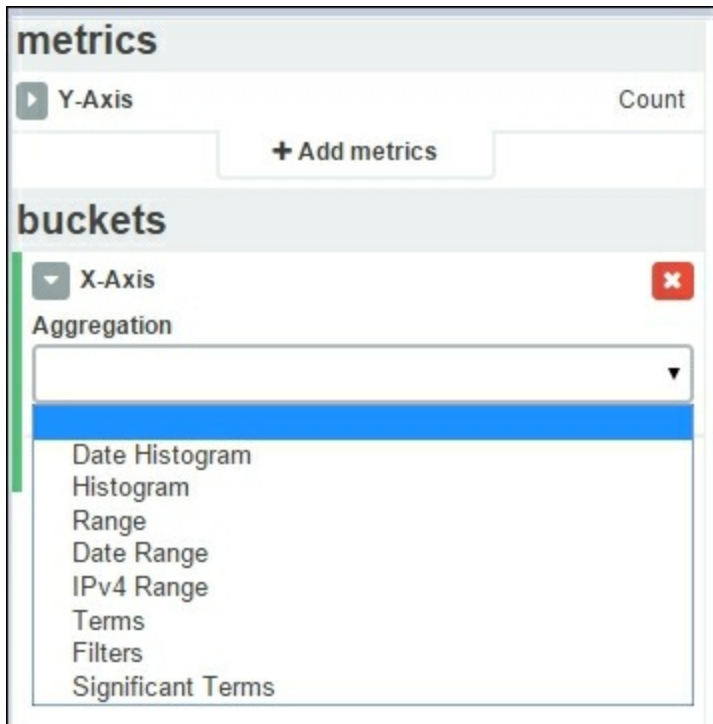 metrics
Y-Axis Count
+ Add metrics
buckets
X-Axis
Aggregation
Date Histogram
Histogram
Range
Date Range
IPv4 Range
Terms
Filters
Significant Terms